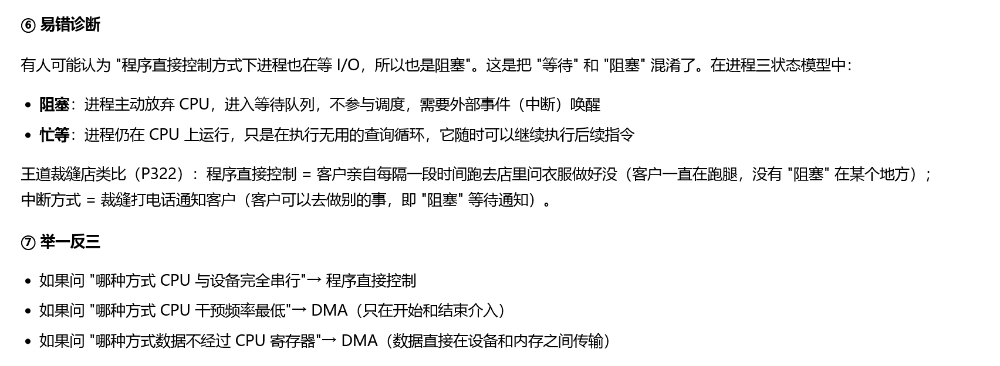 ⑥ 易错诊断
有人可能认为 "程序直接控制方式下进程也在等 I/O，所以也是阻塞"。这是把 "等待" 和 "阻塞" 混淆了。在进程三状态模型中：
• 阻塞：进程主动放弃 CPU，进入等待队列，不参与调度，需要外部事件（中断）唤醒
• 忙等：进程仍在 CPU 上运行，只是在执行无用的查询循环，它随时可以继续执行后续指令
王道裁缝店类比（P322）：程序直接控制 = 客户亲自每隔一段时间跑去店里问衣服做好没（客户一直在跑腿，没有 "阻塞" 在某个地方）；
中断方式 = 裁缝打电话通知客户（客户可以去做别的事，即 "阻塞" 等待通知）。
⑦ 举一反三
• 如果问 "哪种方式 CPU 与设备完全串行"→ 程序直接控制
• 如果问 "哪种方式 CPU 干预频率最低"→ DMA（只在开始和结束介入）
• 如果问 "哪种方式数据不经过 CPU 寄存器"→ DMA（数据直接在设备和内存之间传输）